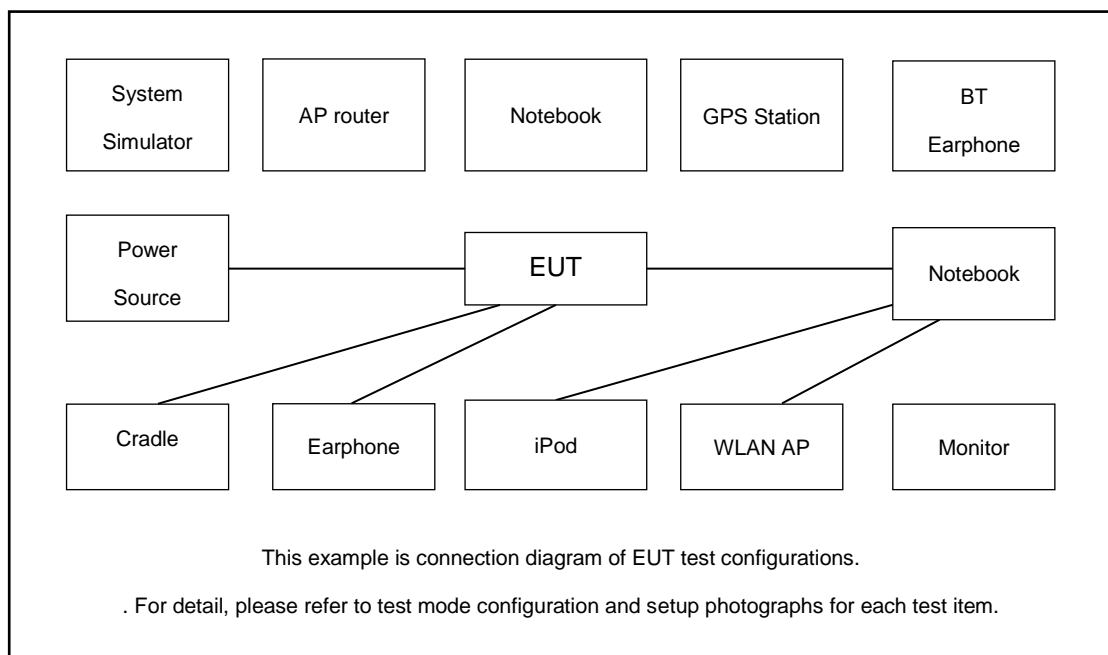 System
Simulator
AP router
Notebook
GPS Station
BT
Earphone
Power
Source
EUT
Notebook
Cradle
Earphone
iPod
WLAN AP
Monitor
This example is connection diagram of EUT test configurations.
. For detail, please refer to test mode configuration and setup photographs for each test item.